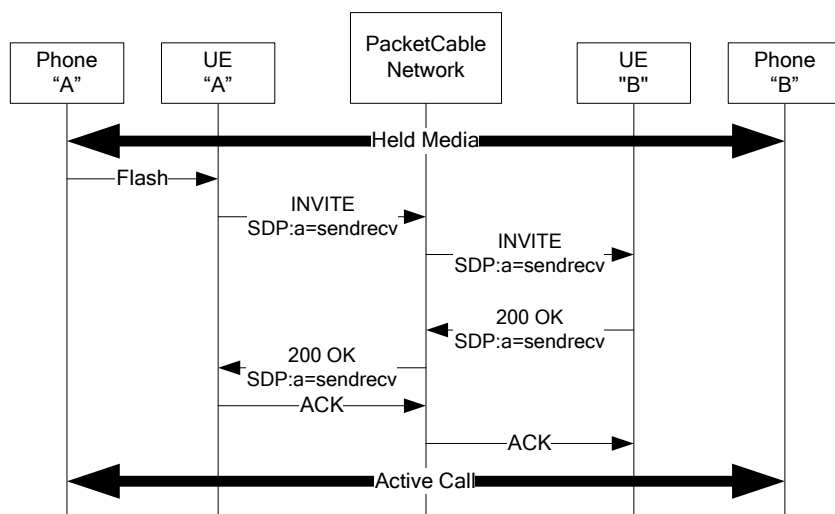 Phone
“A”
UE
“A”
PacketCable
Network
UE
"B"
Phone
“B”
Held Media
Flash
INVITE
SDP:a=sendrecv
INVITE
SDP:a=sendrecv
200 OK
SDP:a=sendrecv
200 OK
SDP:a=sendrecv
ACK
ACK
Active Call